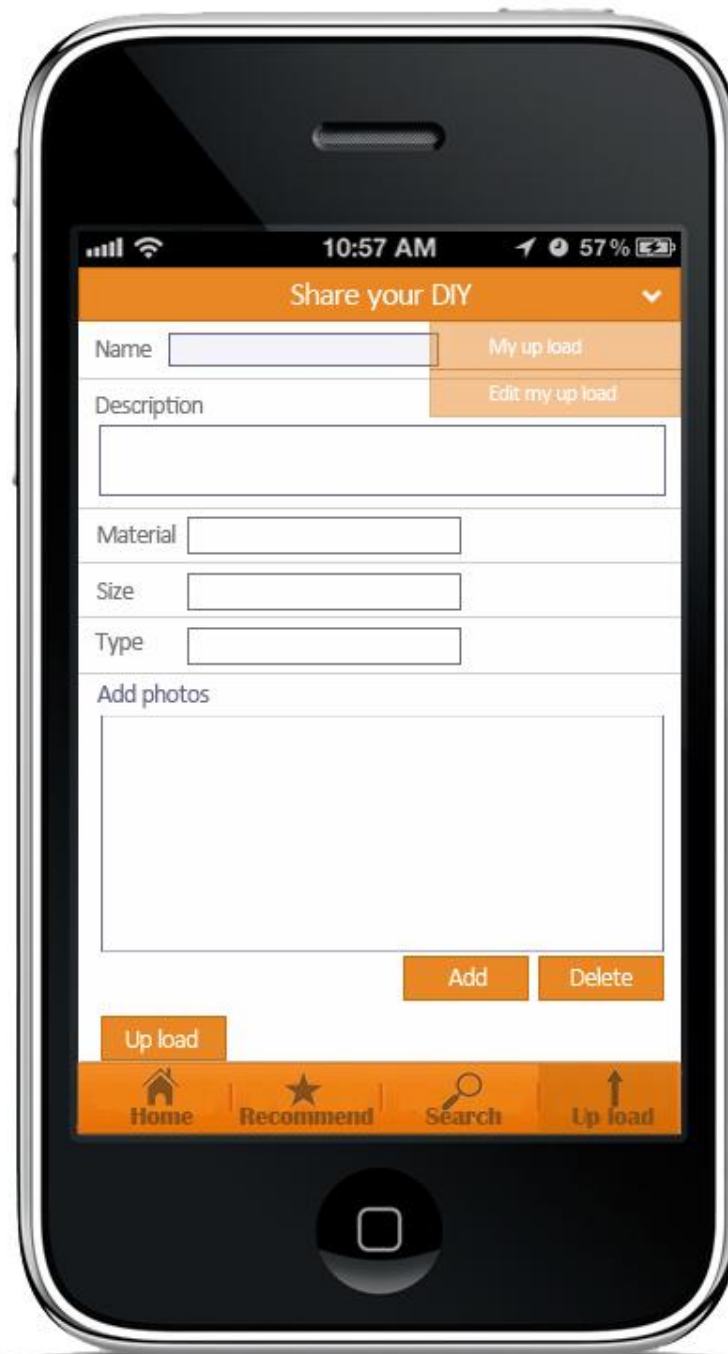 10:57 AM 57%
Share your DIY
Name
My up load
Description
Edit my up load
Material
Size
Type
Add photos
Add Delete
Up load
Home Recommend Search Up load